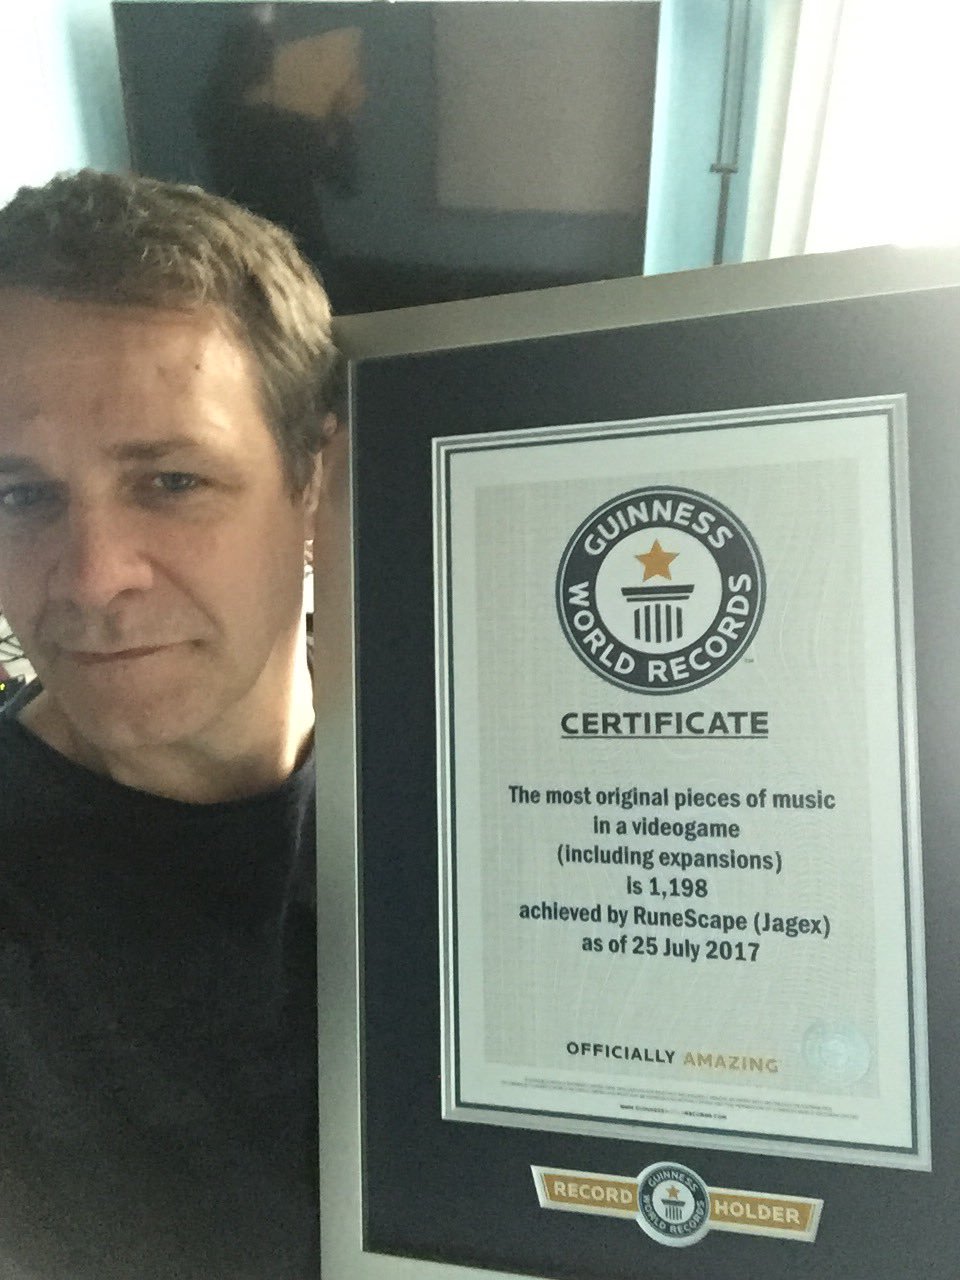 GUINNESS
WORLD RECORDS
CERTIFICATE
The most original pieces of music
in a videogame
(including expansions)
is 1,198
achieved by RuneScape (Jagex)
as of 25 July 2017
OFFICIALLY AMAZING
RECORD
GUINNESS
WORLD RECORDS
HOLDER